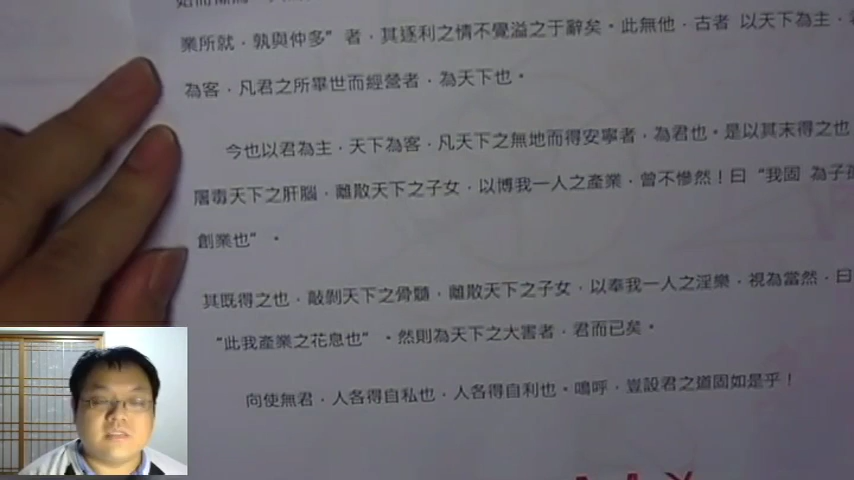 業所就，孰與仲多”者，其逐利之情不覺溢之于辭矣。此無他，古者 以天下為主，
為客，凡君之所畢世而經營者，為天下也。
今也以君為主，天下為客，凡天下之無地而得安寧者，為君也。是以其末得之也
屠毒天下之肝腦，離散天下之子女，以博我一人之產業，曾不慘然！曰“我固 為子孫
創業也”。
其既得之也，敲剝天下之骨髓，離散天下之子女，以奉我一人之淫樂，視為當然，曰
“此我產業之花息也”。然則為天下之大害者，君而已矣。
向使無君，人各得自私也，人各得自利也。鳴呼，豈設君之道固如是乎！